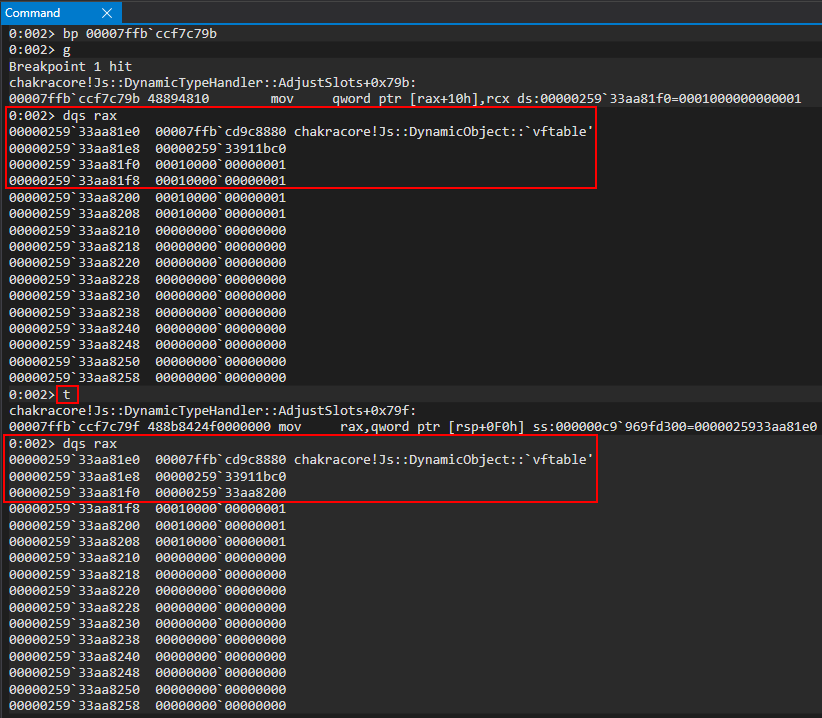 Command
0:002> bp 00007ffb`ccf7c79b
0:002> g
Breakpoint 1 hit
chakracore!Js::DynamicTypeHandler::AdjustSlots+0x79b:
00007ffb`ccf7c79b 48894810        mov     qword ptr [rax+10h],rcx ds:00000259`33aa81f0=0001000000000001
0:002> dqs rax
00000259`33aa81e0  00007ffb`cd9c8880 chakracore!Js::DynamicObject::`vftable'
00000259`33aa81e8  00000259`33911bc0
00000259`33aa81f0  00010000`00000001
00000259`33aa81f8  00010000`00000001
00000259`33aa8200  00010000`00000001
00000259`33aa8208  00010000`00000001
00000259`33aa8210  00000000`00000000
00000259`33aa8218  00000000`00000000
00000259`33aa8220  00000000`00000000
00000259`33aa8228  00000000`00000000
00000259`33aa8230  00000000`00000000
00000259`33aa8238  00000000`00000000
00000259`33aa8240  00000000`00000000
00000259`33aa8248  00000000`00000000
00000259`33aa8250  00000000`00000000
00000259`33aa8258  00000000`00000000
0:002> t
chakracore!Js::DynamicTypeHandler::AdjustSlots+0x79f:
00007ffb`ccf7c79f 488b8424f0000000 mov     rax,qword ptr [rsp+0F0h] ss:000000c9`969fd300=0000025933aa81e0
0:002> dqs rax
00000259`33aa81e0  00007ffb`cd9c8880 chakracore!Js::DynamicObject::`vftable'
00000259`33aa81e8  00000259`33911bc0
00000259`33aa81f0  00000259`33aa8200
00000259`33aa81f8  00010000`00000001
00000259`33aa8200  00010000`00000001
00000259`33aa8208  00010000`00000001
00000259`33aa8210  00000000`00000000
00000259`33aa8218  00000000`00000000
00000259`33aa8220  00000000`00000000
00000259`33aa8228  00000000`00000000
00000259`33aa8230  00000000`00000000
00000259`33aa8238  00000000`00000000
00000259`33aa8240  00000000`00000000
00000259`33aa8248  00000000`00000000
00000259`33aa8250  00000000`00000000
00000259`33aa8258  00000000`00000000